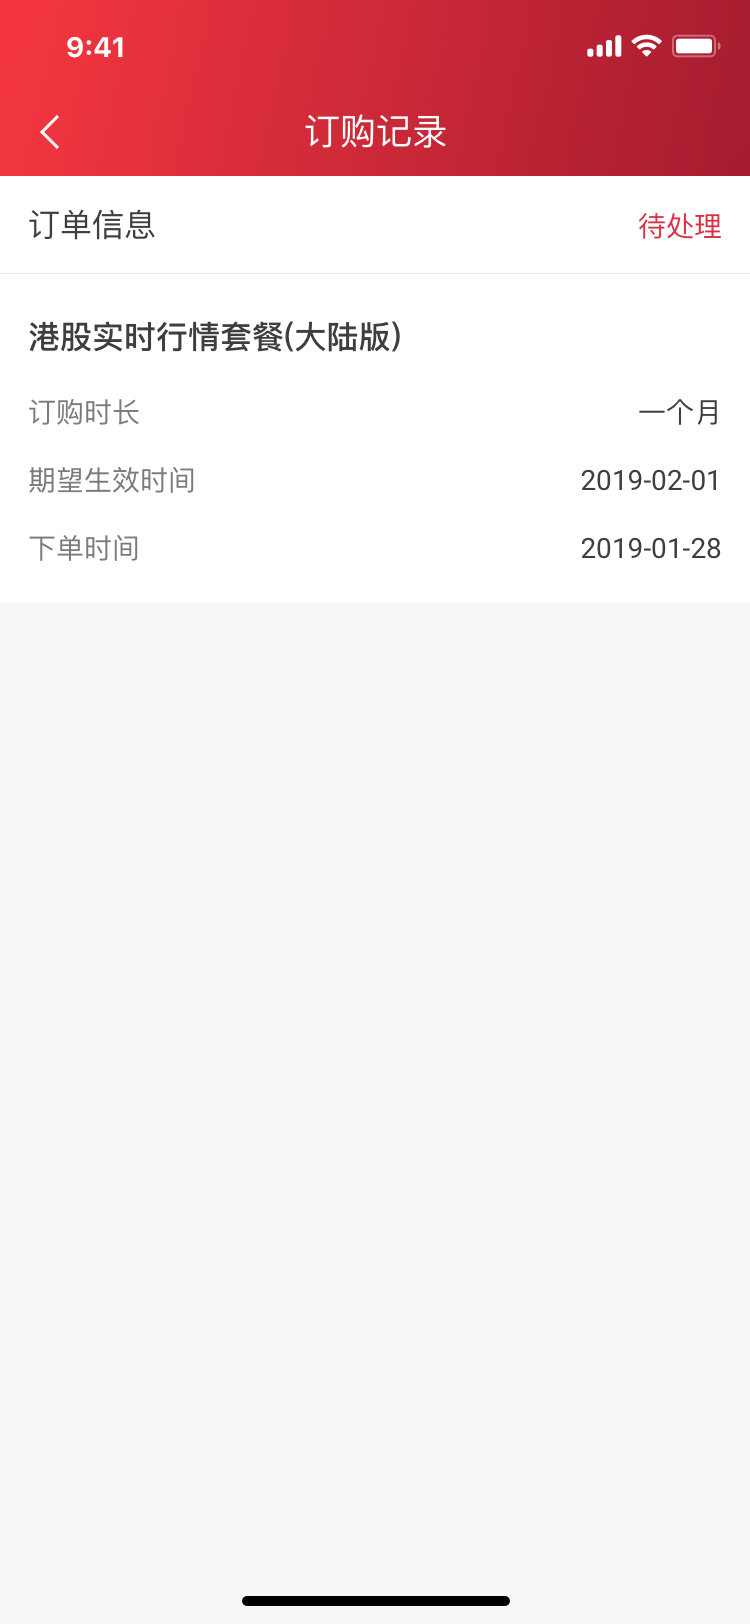 9:41
订购记录
订单信息 待处理
港股实时行情套餐(大陆版)
订购时长 一个月
期望生效时间 2019-02-01
下单时间 2019-01-28